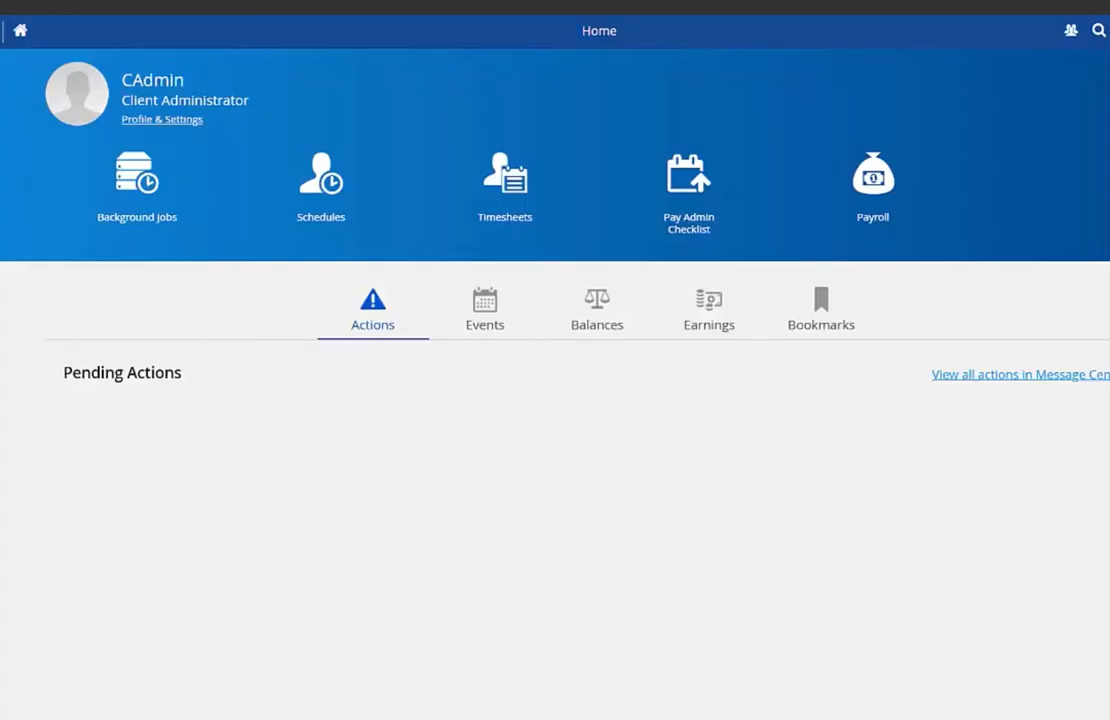 Home
CAdmin
Client Administrator
Profile & Settings
Background Jobs
Schedules
Timesheets
Pay Admin
Checklist
Payroll
Actions
Events
Balances
Earnings
Bookmarks
Pending Actions
View all actions in Message Cen